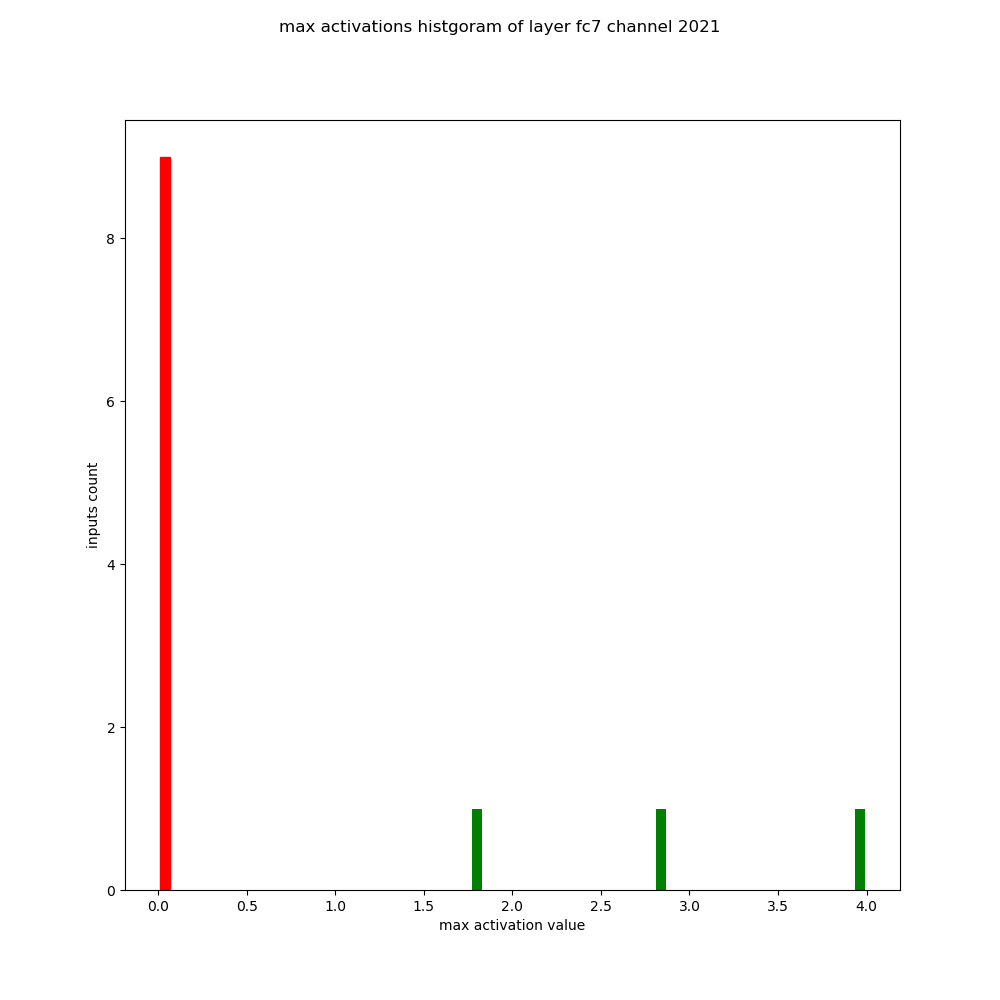 max activations histgoram of layer fc7 channel 2021
8
6
4
2
0
inputs count
0.0 0.5 1.0 1.5 2.0 2.5 3.0 3.5 4.0
max activation value